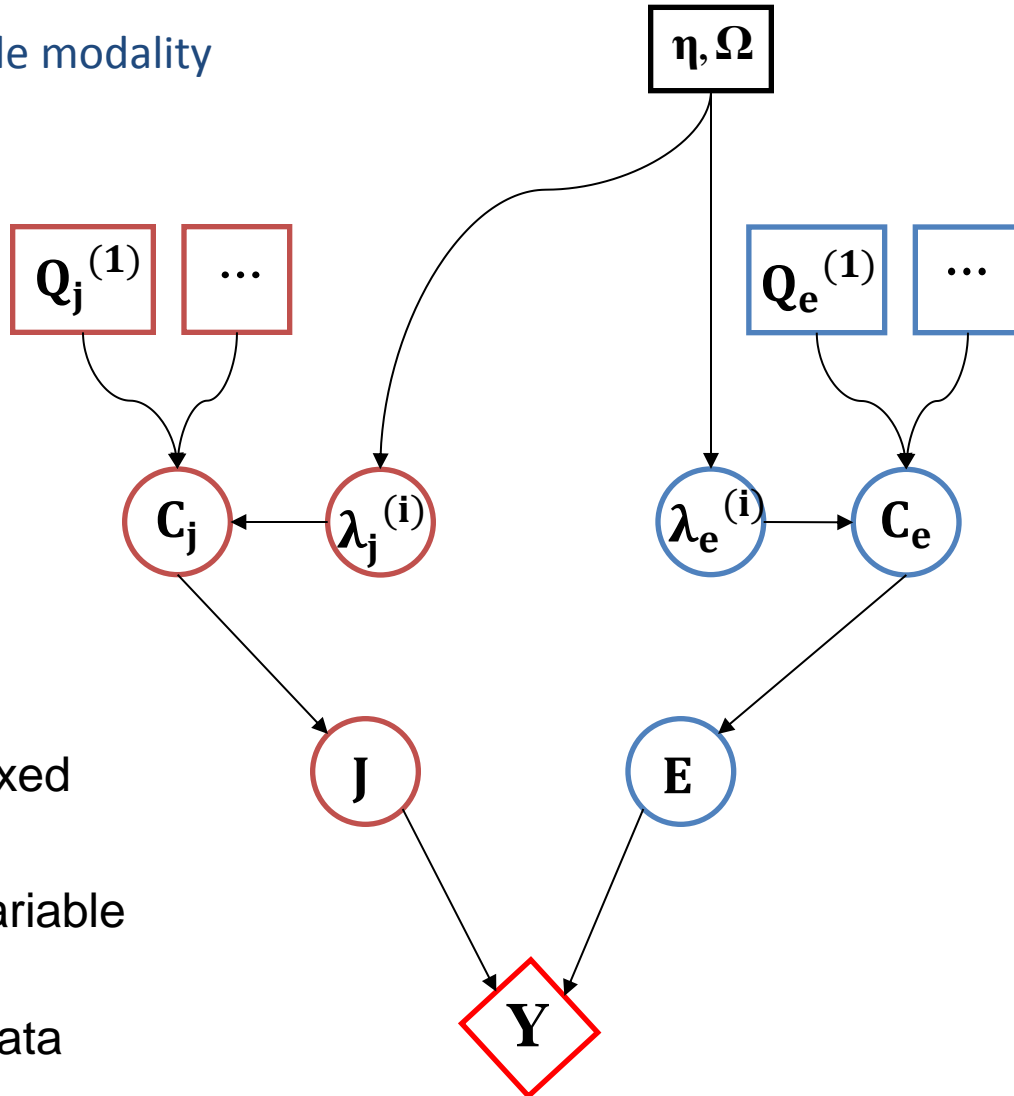 le modality
η, Ω
Qⱼ⁽¹⁾ ... Qₑ⁽¹⁾ ...
Cⱼ λⱼ⁽ⁱ⁾ λₑ⁽ⁱ⁾ Cₑ
J E
xed
ariable
Y
ata